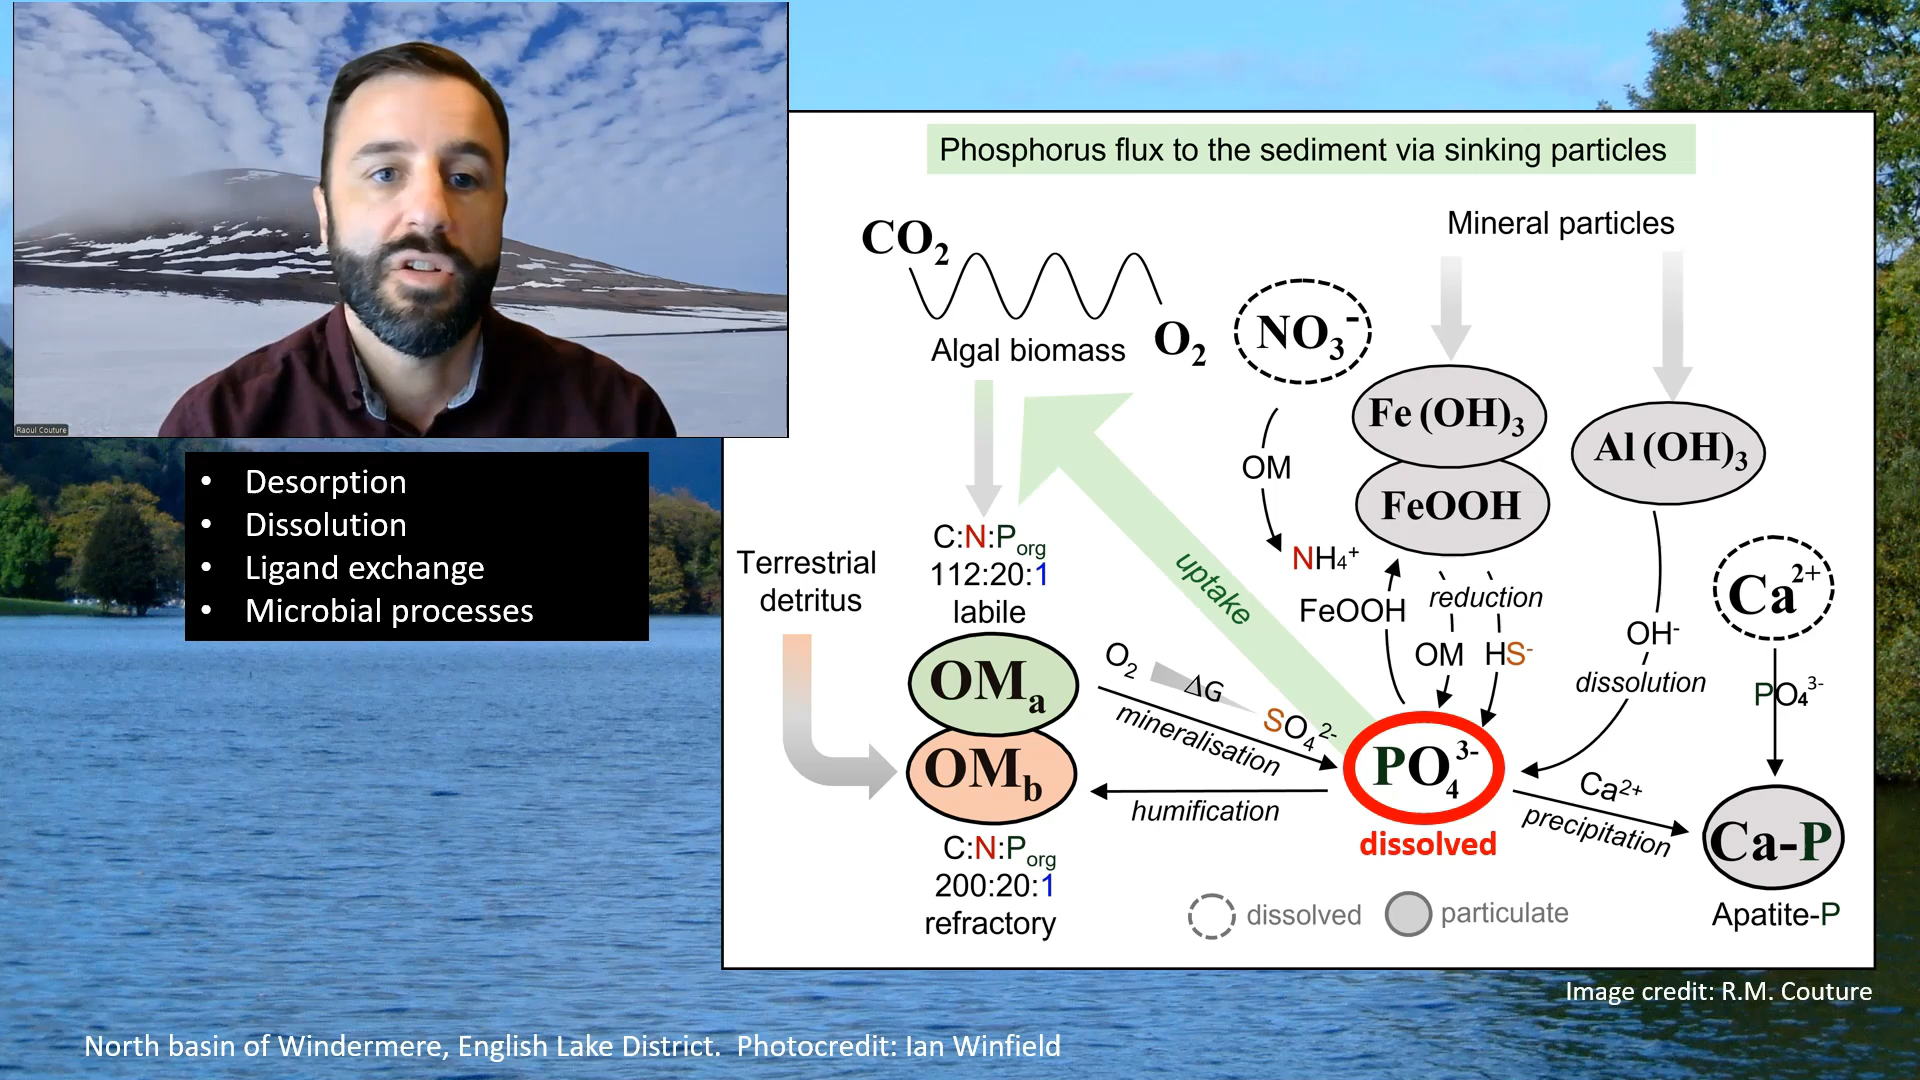 Raoul Couture
• Desorption
• Dissolution
• Ligand exchange
• Microbial processes
Phosphorus flux to the sediment via sinking particles
CO₂
O₂
Algal biomass
NO₃⁻
Mineral particles
Fe(OH)₃
FeOOH
Al(OH)₃
OM
NH₄⁺
C:N:Porg
112:20:1
labile
Terrestrial
detritus
uptake
FeOOH
reduction
OM
HS⁻
OH⁻
dissolution
Ca²⁺
PO₄³⁻
OMₐ
OMb
O₂
ΔG
SO₄²⁻
mineralisation
humification
PO₄³⁻
dissolved
Ca²⁺
precipitation
Ca-P
Apatite-P
C:N:Porg
200:20:1
refractory
dissolved
particulate
Image credit: R.M. Couture
North basin of Windermere, English Lake District. Photocredit: Ian Winfield